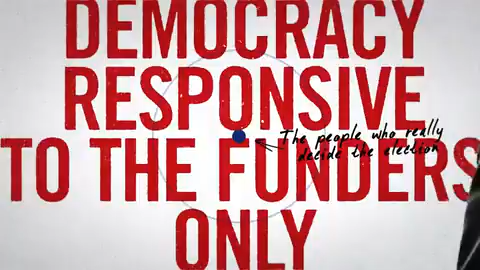 DEMOCRACY
RESPONSIVE
TO THE FUNDERS
ONLY
The people who really
decide the election